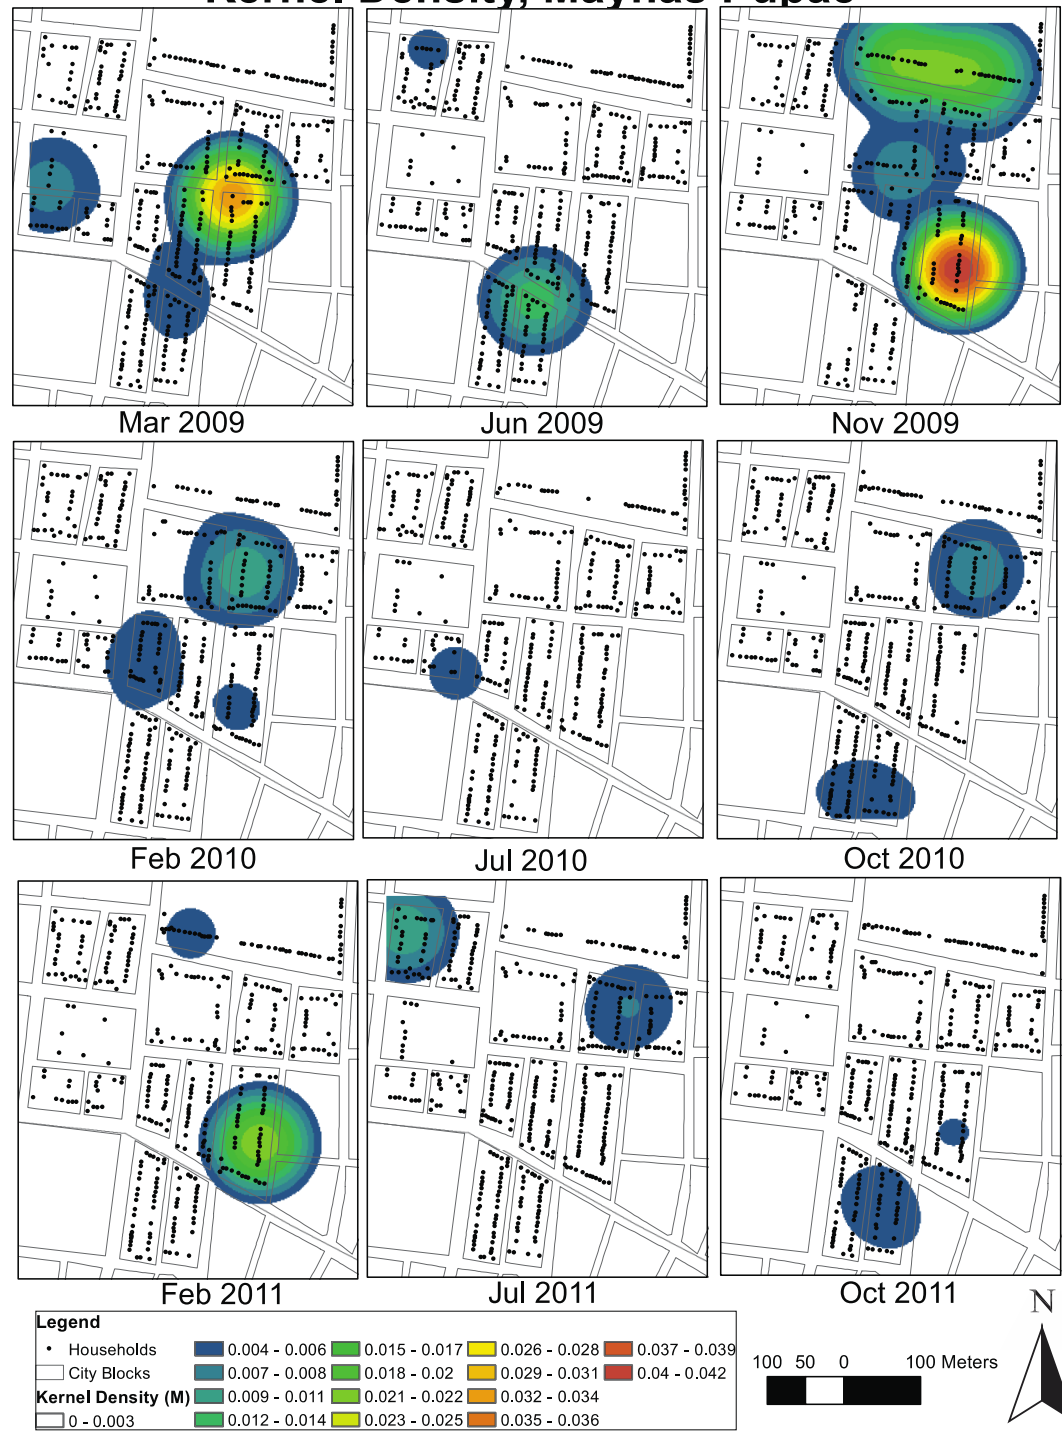 Kernel Density, Maynas Pupae
Mar 2009
Jun 2009
Nov 2009
Feb 2010
Jul 2010
Oct 2010
Feb 2011
Jul 2011
Oct 2011
N
Legend
Households
City Blocks
Kernel Density (M)
0 - 0.003
0.004 - 0.006
0.007 - 0.008
0.009 - 0.011
0.012 - 0.014
0.015 - 0.017
0.018 - 0.02
0.021 - 0.022
0.023 - 0.025
0.026 - 0.028
0.029 - 0.031
0.032 - 0.034
0.035 - 0.036
0.037 - 0.039
0.04 - 0.042
100 50 0 100 Meters